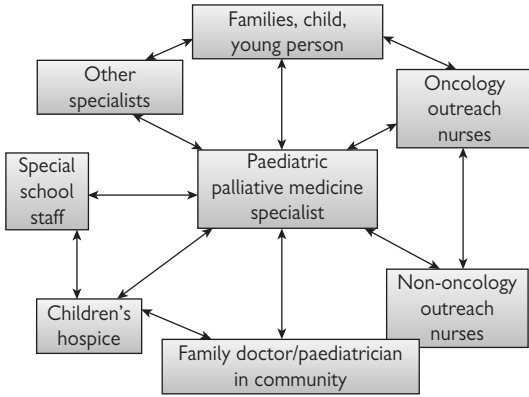 Families, child,
young person
Other
specialists
Oncology
outreach
nurses
Paediatric
palliative medicine
specialist
Special
school
staff
Non-oncology
outreach
nurses
Children’s
hospice
Family doctor/paediatrician
in community